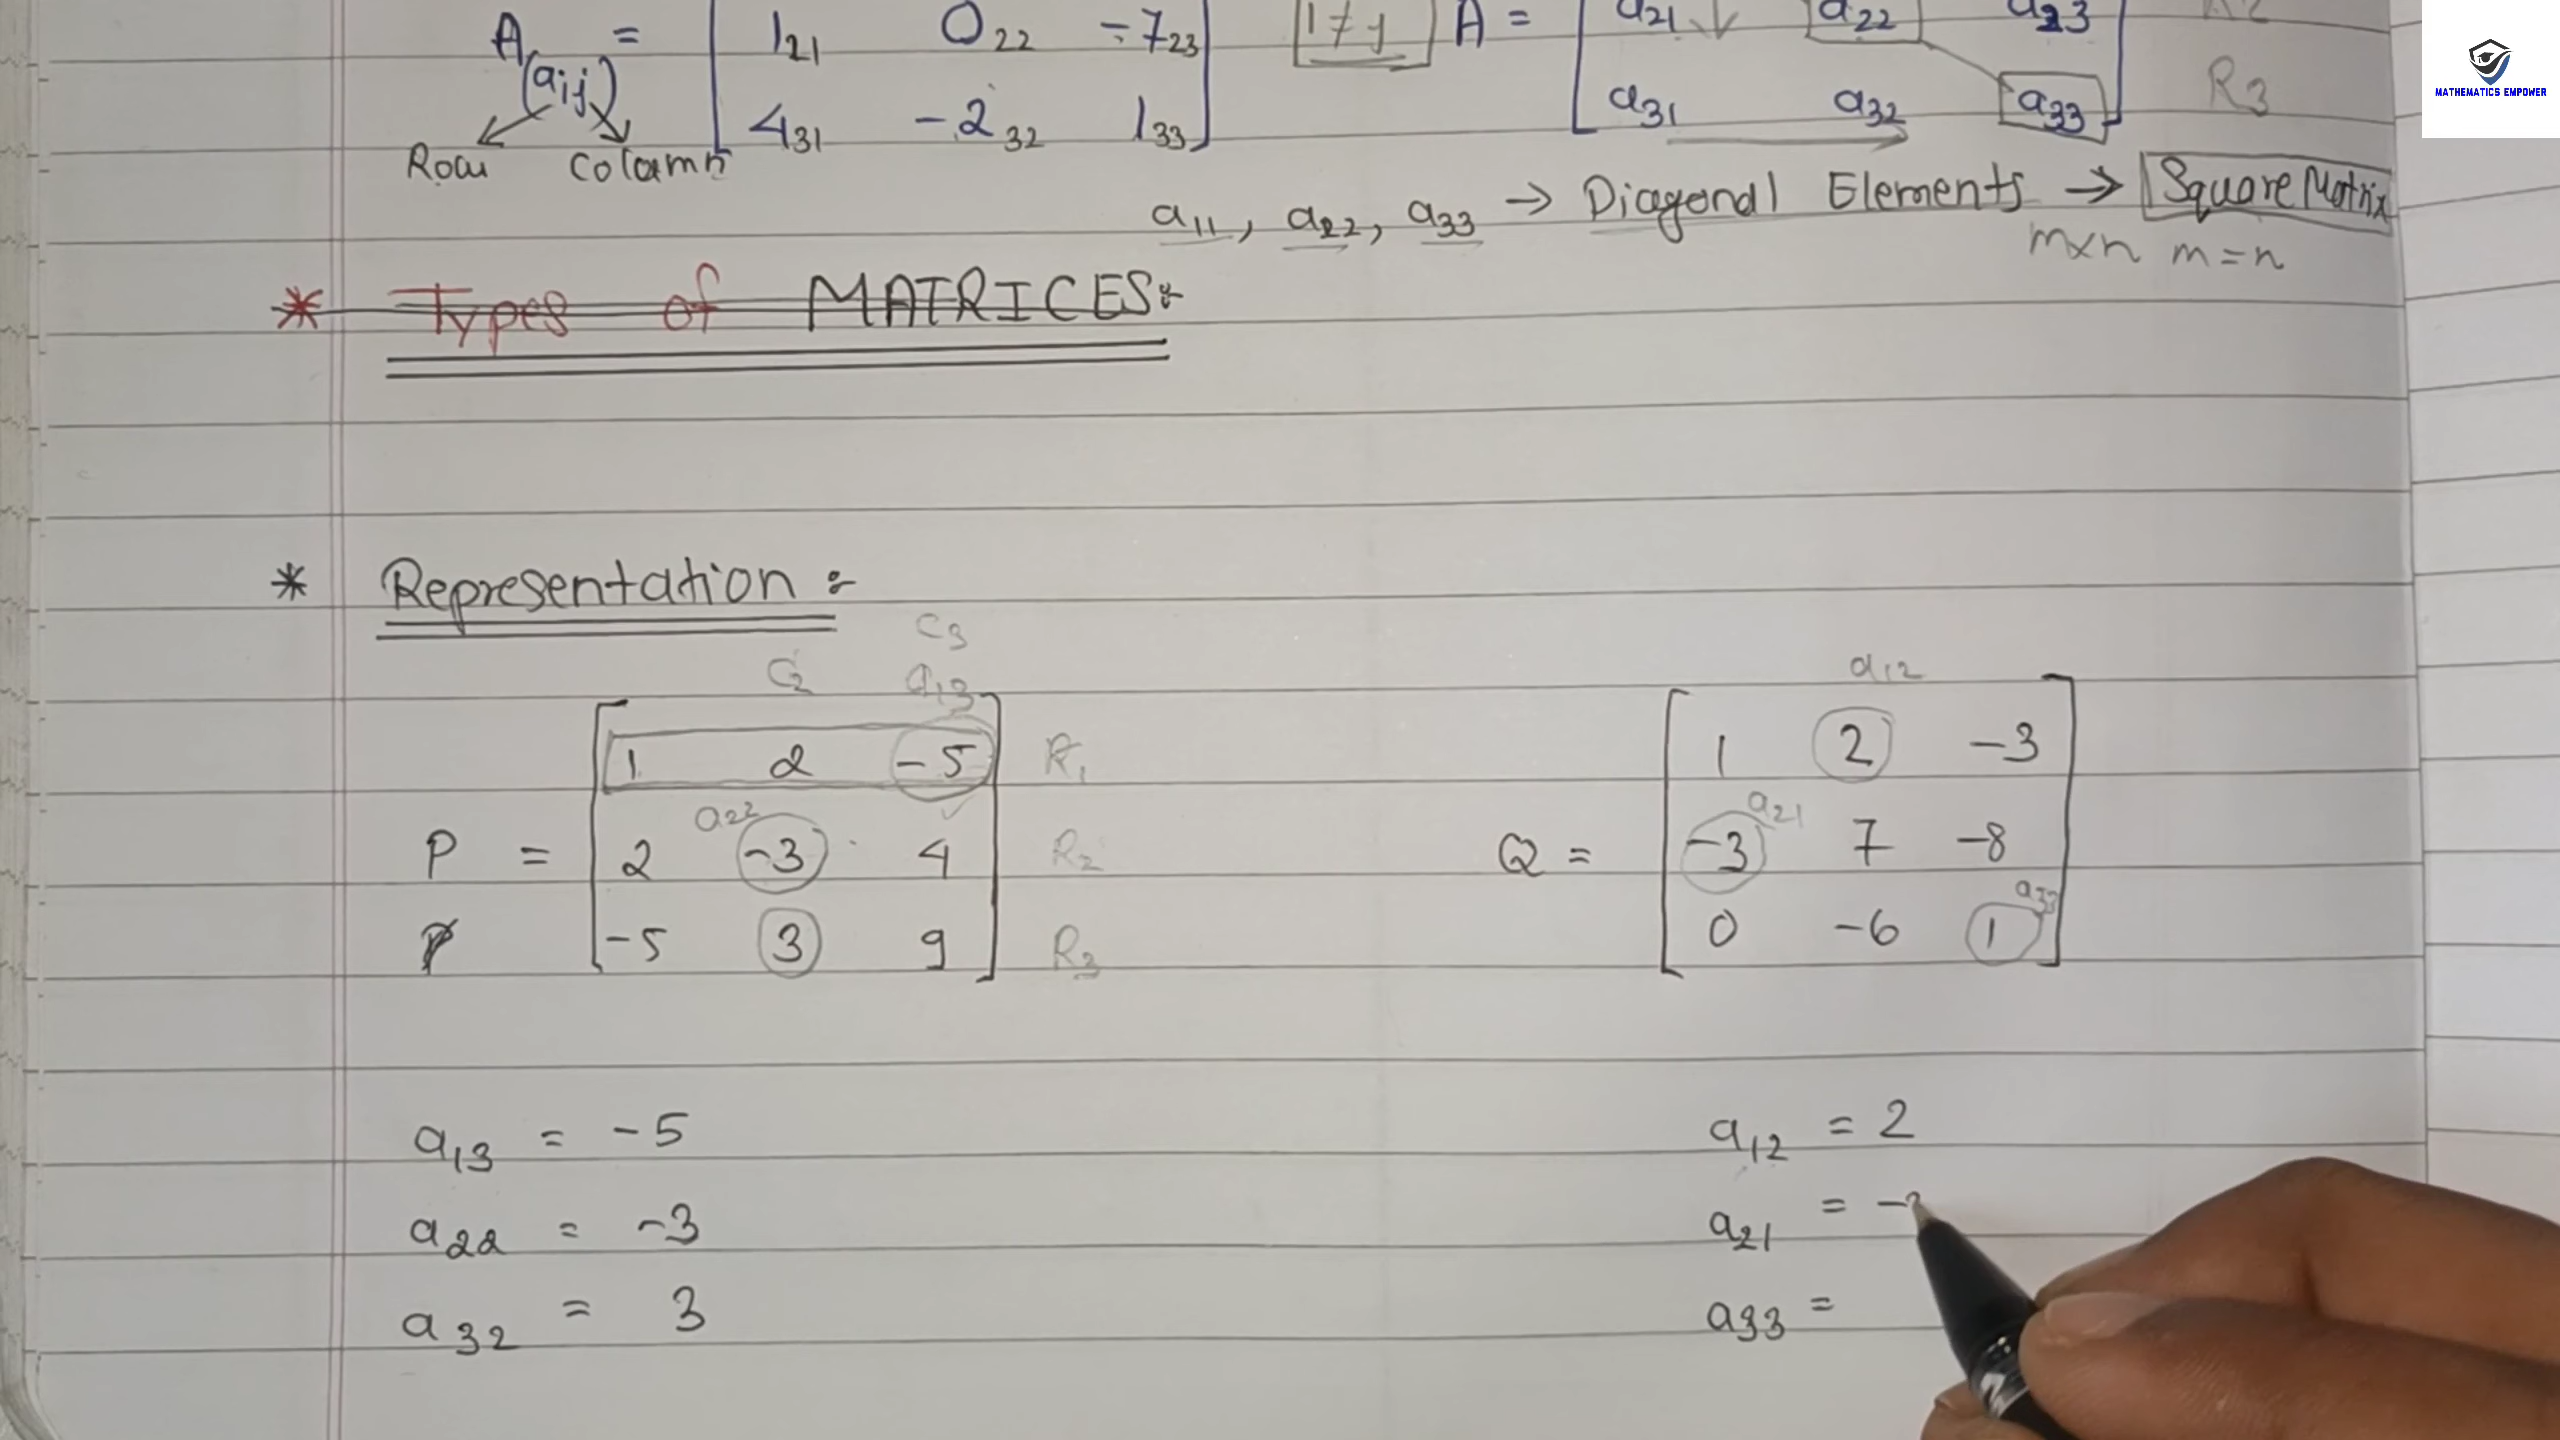 A = 1₂₁ 0₂₂ -7₂₃ i ≠ j A = a₂₁ a₂₂ a₂₃ R2
(aij) 4₃₁ -2₃₂ 1₃₃ a₃₁ a₃₂ a₃₃ R3
Row Column
MATHEMATICS EMPOWER
a₁₁, a₂₂, a₃₃ → Diagonal Elements → Square Matrix
m×n m=n
* Types of MATRICES:-
* Representation :-
C2 C3
a₁₃ a₁₂
1 2 -5 R₁ 1 2 -3
a₂₂ a₂₁
P = 2 -3 4 R₂ Q = -3 7 -8
a₃₃
-5 3 9 R₃ 0 -6 1
a₁₃ = -5 a₁₂ = 2
a₂₂ = -3 a₂₁ = -
a₃₂ = 3 a₃₃ =